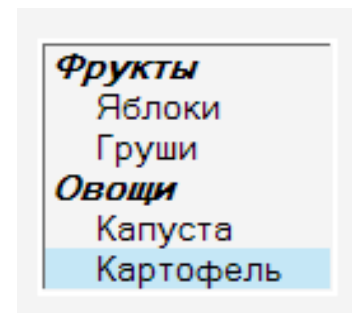 Фрукты
Яблоки
Груши
Овощи
Капуста
Картофель